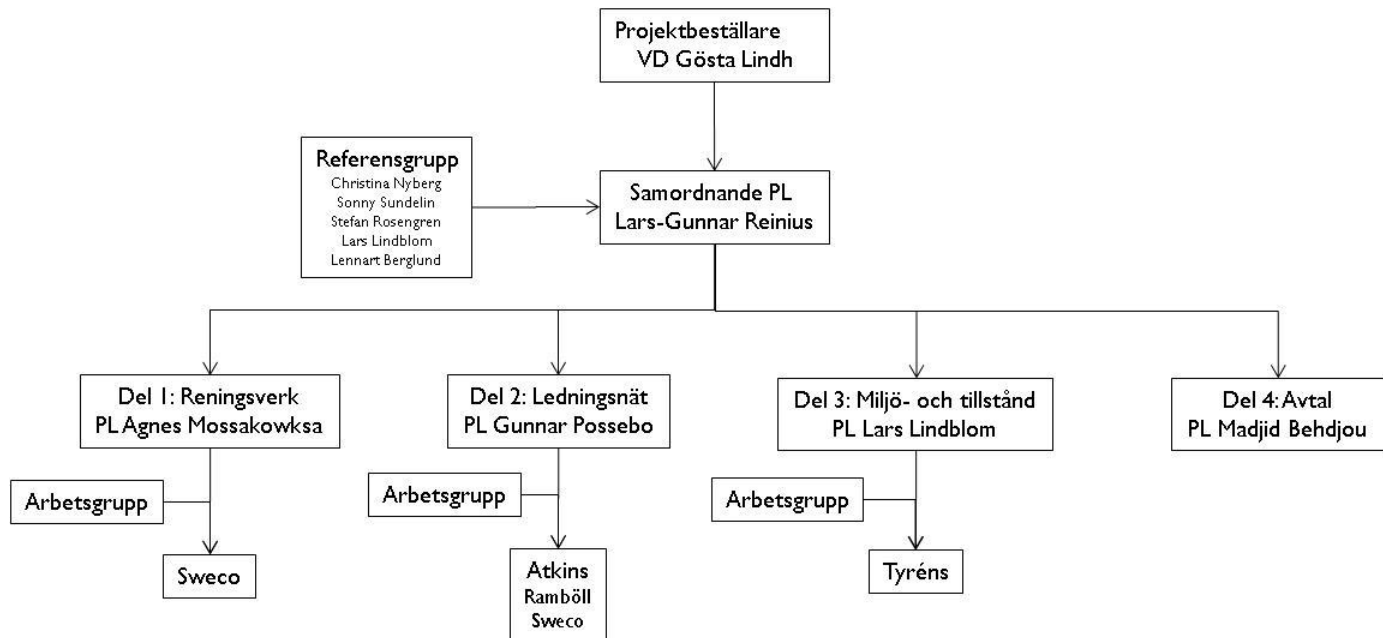 Projektbeställare
VD Gösta Lindh
Referensgrupp
Christina Nyberg
Sonny Sundelin
Stefan Rosengren
Lars Lindblom
Lennart Berglund
Samordnande PL
Lars-Gunnar Reinius
Del 1: Reningsverk
PL Agnes Mossakowksa
Del 2: Ledningsnät
PL Gunnar Possebo
Del 3: Miljö- och tillstånd
PL Lars Lindblom
Del 4: Avtal
PL Madjid Behdjou
Arbetsgrupp
Arbetsgrupp
Arbetsgrupp
Sweco
Atkins
Ramböll
Sweco
Tyréns